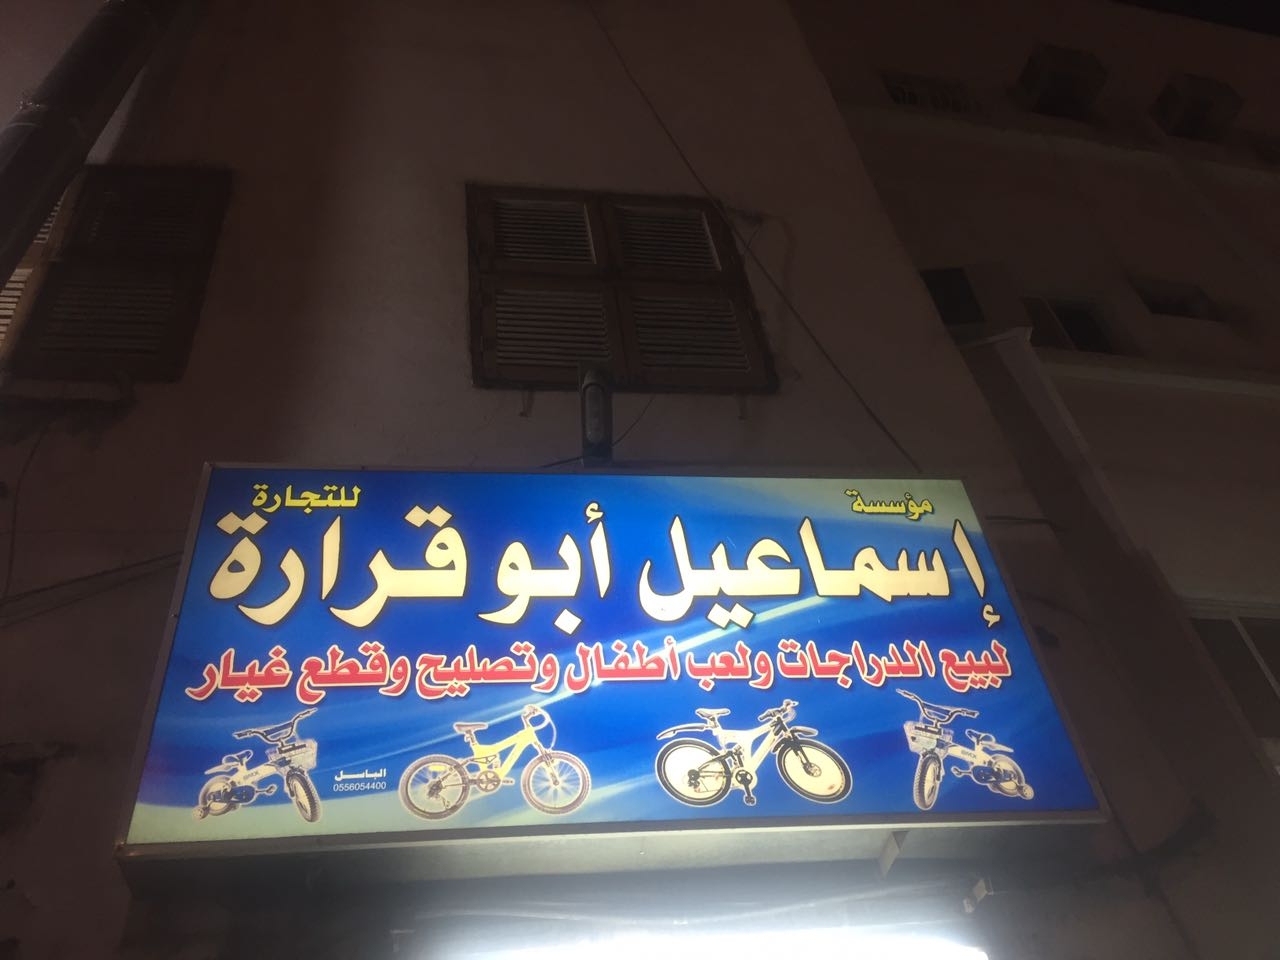 مؤسسة
للتجارة
إسماعيل أبو قرارة
لبيع الدراجات ولعب أطفال وتصليح وقطع غيار
الباسل
0556054400